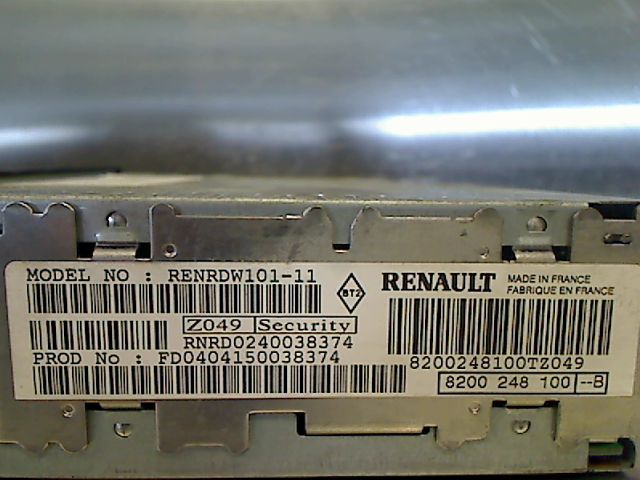 MODEL NO : RENRDW101-11
BT2
RENAULT
MADE IN FRANCE
FABRIQUE EN FRANCE
Z049 Security
RNRD0240038374
PROD No : FD0404150038374
8200248100TZ049
8200 248 100 --B